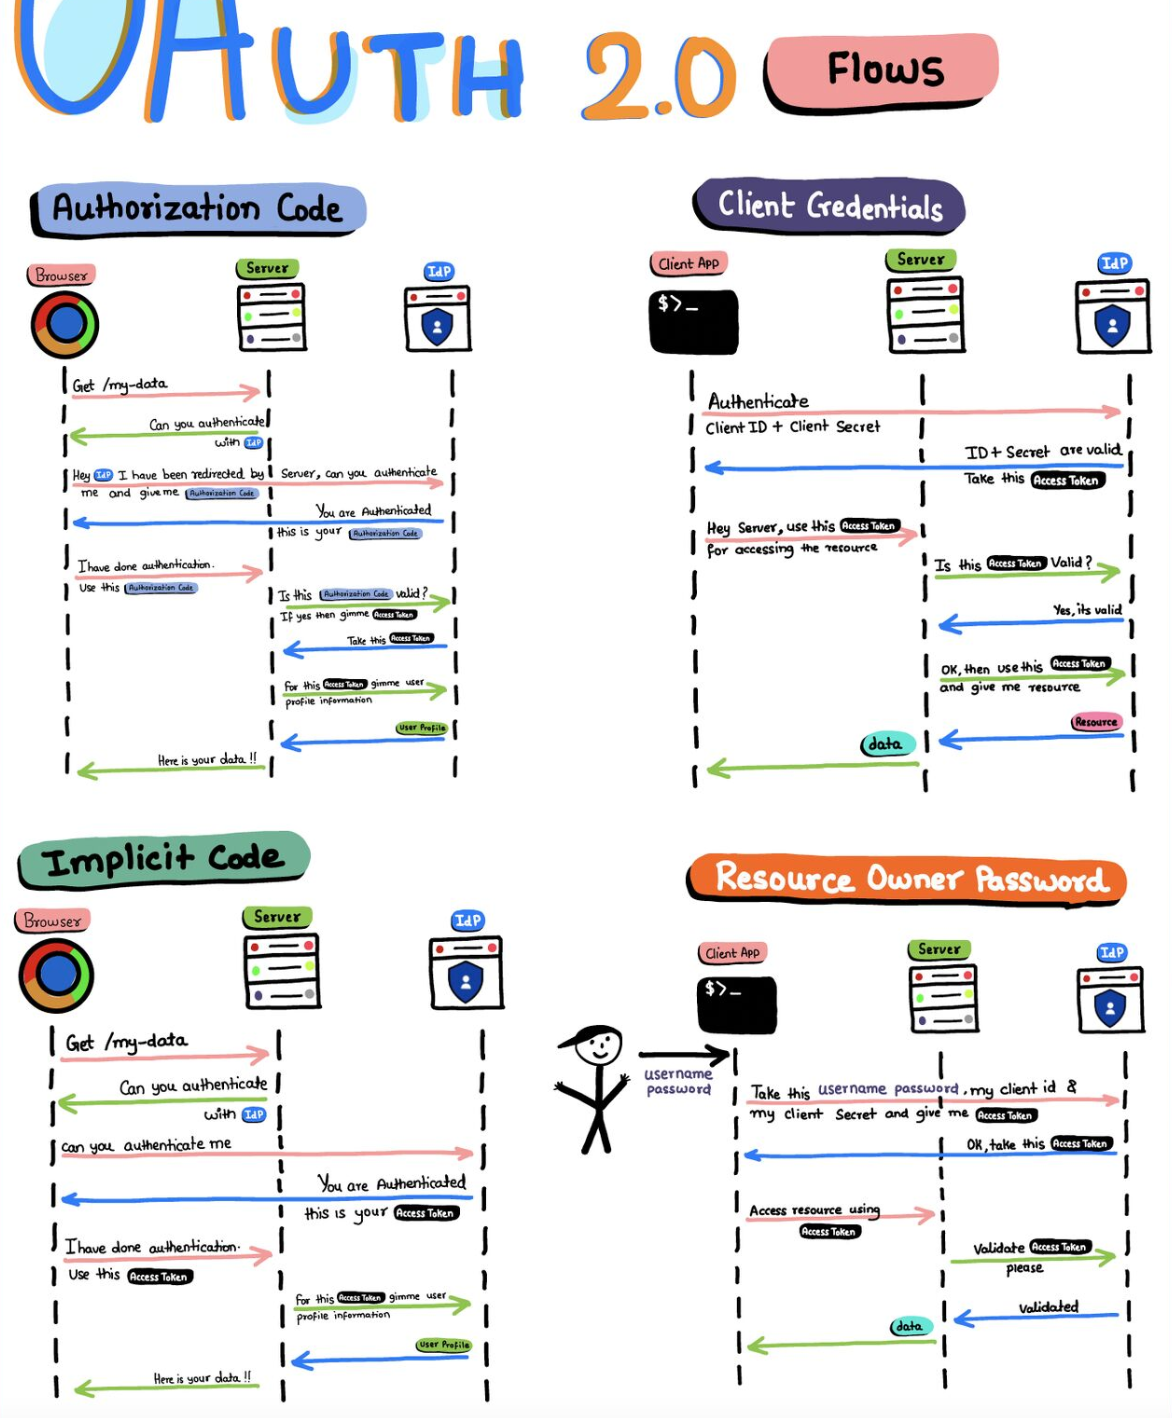 OAUTH 2.0 Flows
Authorization Code
Browser
Server
IdP
Get /my-data
Can you authenticate
with IdP
Hey IdP I have been redirected by Server, can you authenticate
me and give me Authorization Code
You are Authenticated
this is your Authorization Code
I have done authentication.
Use this Authorization Code
Is this Authorization Code valid?
If yes then gimme Access Token
Take this Access Token
For this Access Token gimme user
profile information
User Profile
Here is your data !!
Client Credentials
Client App
Server
IdP
$>_
Authenticate
Client ID + Client Secret
ID + Secret are valid
Take this Access Token
Hey Server, use this Access Token
for accessing the resource
Is this Access Token Valid?
Yes, its valid
OK, then use this Access Token
and give me resource
Resource
data
Implicit Code
Browser
Server
IdP
Get /my-data
Can you authenticate
with IdP
can you authenticate me
You are Authenticated
this is your Access Token
I have done authentication.
Use this Access Token
For this Access Token gimme user
profile information
User Profile
Here is your data !!
Resource Owner Password
Client App
Server
IdP
$>_
username
password
Take this username password, my client id &
my client Secret and give me Access Token
OK, take this Access Token
Access resource using
Access Token
Validate Access Token
please
validated
data